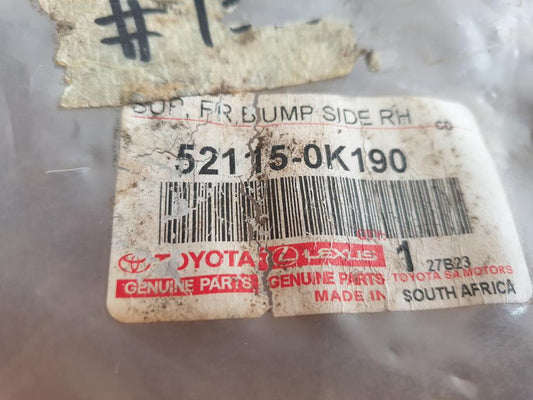 SUP, FR BUMP SIDE RH
CD
52115-0K190
TOYOTA LEXUS 1 27B23
GENUINE PARTS GENUINE PARTS TOYOTA SA MOTORS
MADE IN SOUTH AFRICA